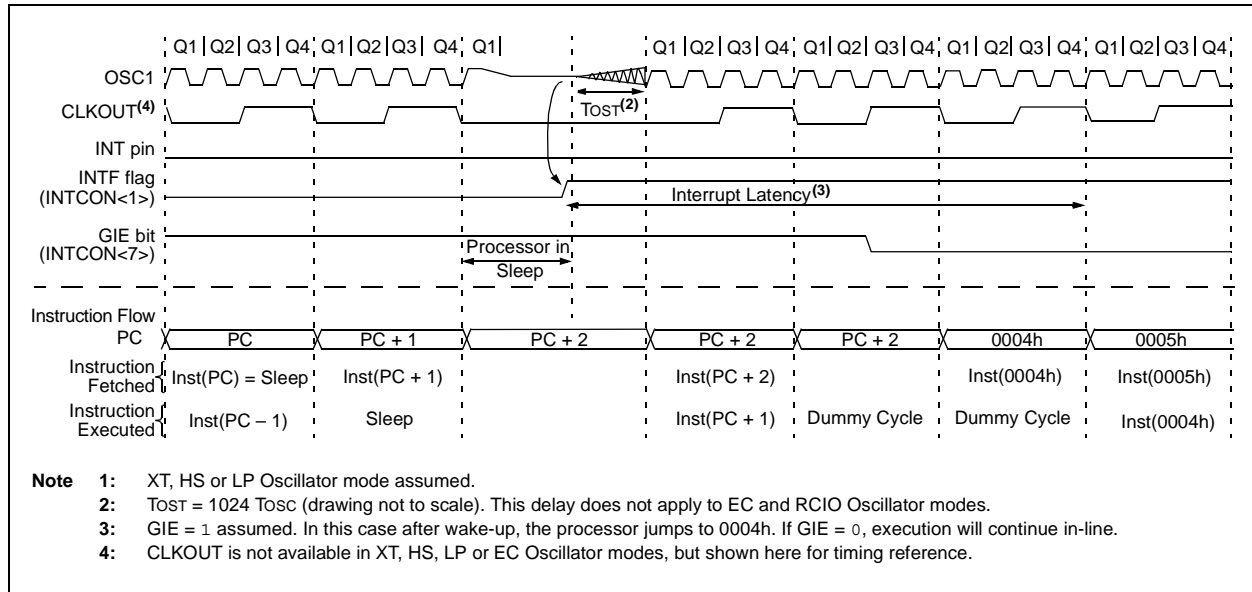 Q1 Q2 Q3 Q4 Q1 Q2 Q3 Q4 Q1 Q1 Q2 Q3 Q4 Q1 Q2 Q3 Q4 Q1 Q2 Q3 Q4 Q1 Q2 Q3 Q4
OSC1
CLKOUT(4)
TOST(2)
INT pin
INTF flag
(INTCON<1>)
Interrupt Latency(3)
GIE bit
(INTCON<7>)
Processor in
Sleep
Instruction Flow
PC PC PC + 1 PC + 2 PC + 2 PC + 2 0004h 0005h
Instruction
Fetched
Inst(PC) = Sleep Inst(PC + 1) Inst(PC + 2) Inst(0004h) Inst(0005h)
Instruction
Executed
Inst(PC – 1) Sleep Inst(PC + 1) Dummy Cycle Dummy Cycle Inst(0004h)
Note 1: XT, HS or LP Oscillator mode assumed.
2: TOST = 1024 TOSC (drawing not to scale). This delay does not apply to EC and RCIO Oscillator modes.
3: GIE = 1 assumed. In this case after wake-up, the processor jumps to 0004h. If GIE = 0, execution will continue in-line.
4: CLKOUT is not available in XT, HS, LP or EC Oscillator modes, but shown here for timing reference.